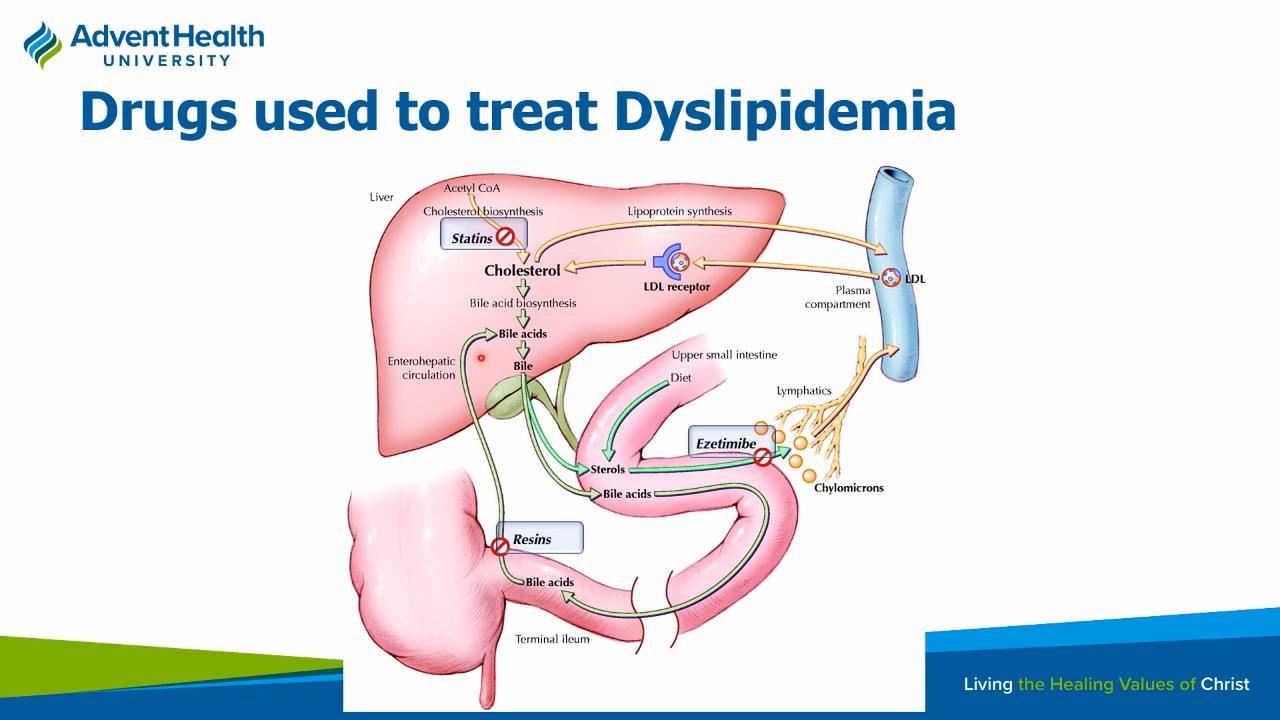 AdventHealth
UNIVERSITY
Drugs used to treat Dyslipidemia
Liver
Acetyl CoA
Cholesterol biosynthesis
Statins
Cholesterol
Lipoprotein synthesis
LDL receptor
LDL
Plasma
compartment
Bile acid biosynthesis
Bile acids
Enterohepatic
circulation
Bile
Upper small intestine
Diet
Lymphatics
Ezetimibe
Sterols
Bile acids
Chylomicrons
Resins
Bile acids
Terminal ileum
Living the Healing Values of Christ